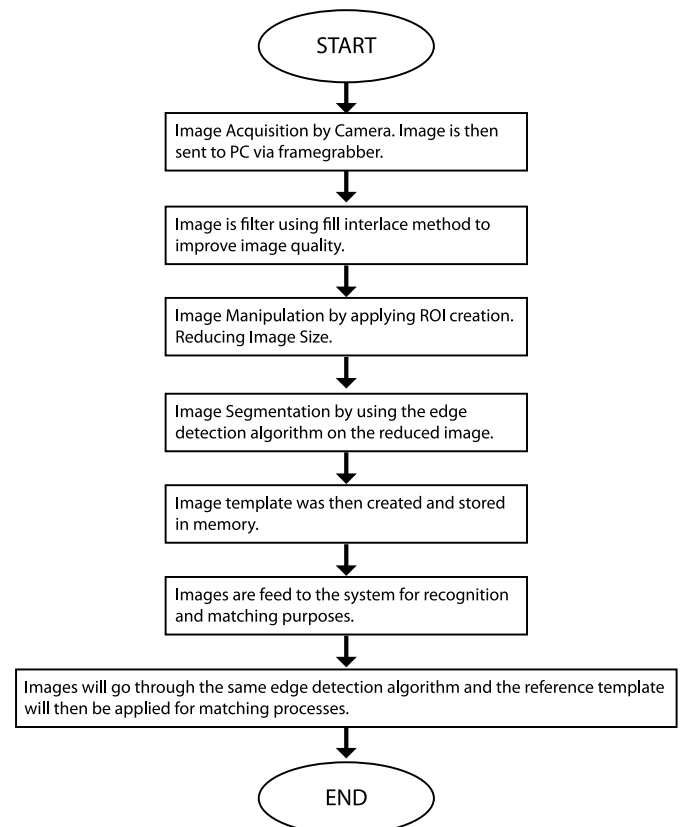 START
Image Acquisition by Camera. Image is then
sent to PC via framegrabber.
Image is filter using fill interlace method to
improve image quality.
Image Manipulation by applying ROI creation.
Reducing Image Size.
Image Segmentation by using the edge
detection algorithm on the reduced image.
Image template was then created and stored
in memory.
Images are feed to the system for recognition
and matching purposes.
Images will go through the same edge detection algorithm and the reference template
will then be applied for matching processes.
END